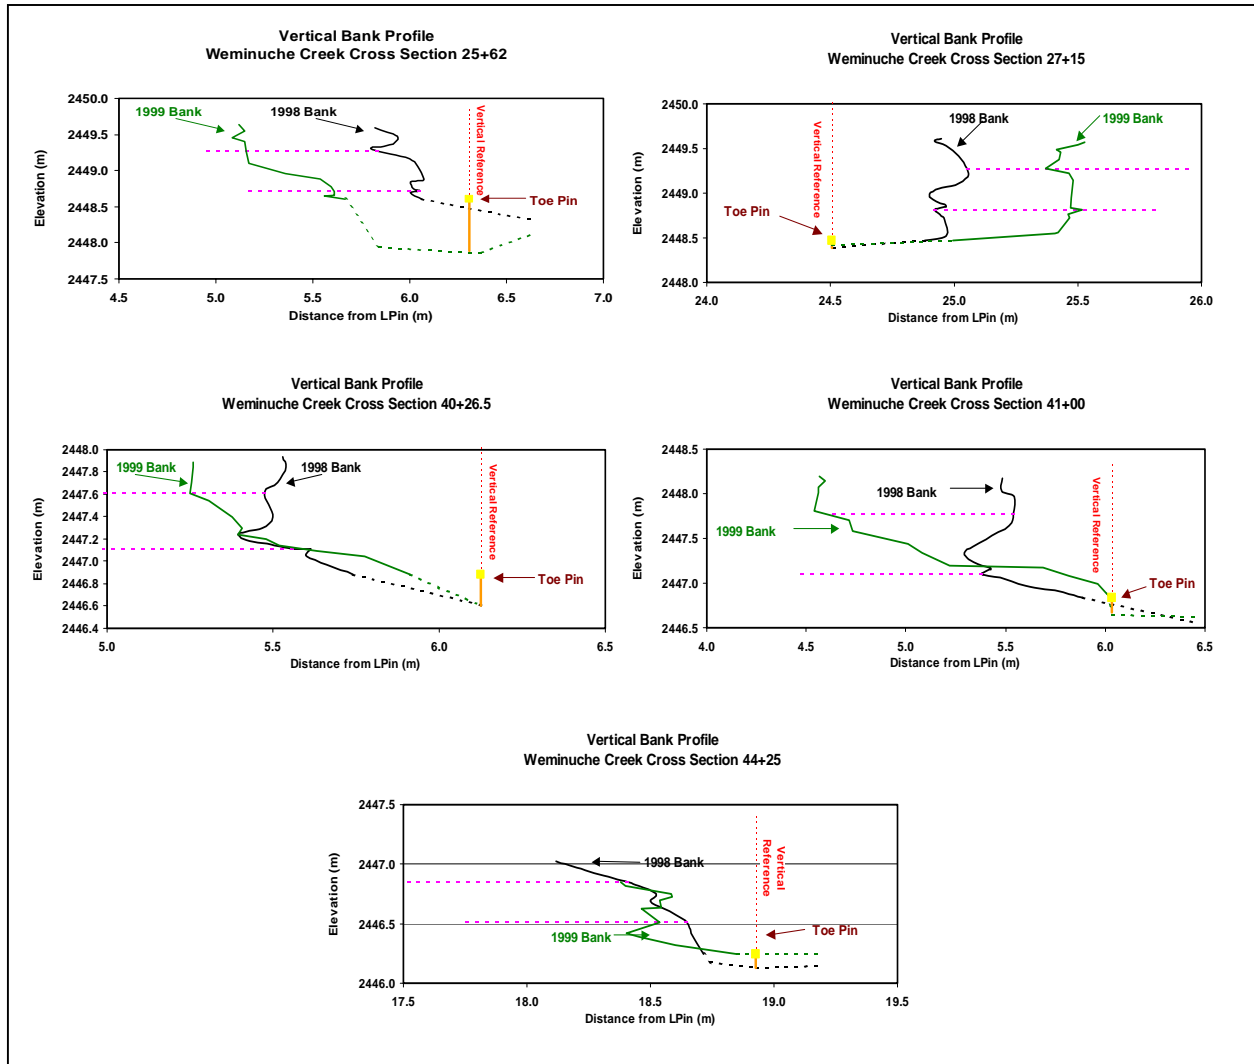 Vertical Bank Profile
Weminuche Creek Cross Section 25+62
2450.0
2449.5
2449.0
2448.5
2448.0
2447.5
Elevation (m)
1999 Bank
1998 Bank
Vertical Reference
Toe Pin
4.5 5.0 5.5 6.0 6.5 7.0
Distance from LPin (m)
Vertical Bank Profile
Weminuche Creek Cross Section 27+15
2450.0
2449.5
2449.0
2448.5
2448.0
Elevation (m)
Vertical Reference
1998 Bank
1999 Bank
Toe Pin
24.0 24.5 25.0 25.5 26.0
Distance from LPin (m)
Vertical Bank Profile
Weminuche Creek Cross Section 40+26.5
2448.0
2447.8
2447.6
2447.4
2447.2
2447.0
2446.8
2446.6
2446.4
Elevation (m)
1999 Bank
1998 Bank
Vertical Reference
Toe Pin
5.0 5.5 6.0 6.5
Distance from LPin (m)
Vertical Bank Profile
Weminuche Creek Cross Section 41+00
2448.5
2448.0
2447.5
2447.0
2446.5
Elevation (m)
1998 Bank
1999 Bank
Vertical Reference
Toe Pin
4.0 4.5 5.0 5.5 6.0 6.5
Distance from LPin (m)
Vertical Bank Profile
Weminuche Creek Cross Section 44+25
2447.5
2447.0
2446.5
2446.0
Elevation (m)
1998 Bank
1999 Bank
Vertical
Reference
Toe Pin
17.5 18.0 18.5 19.0 19.5
Distance from LPin (m)